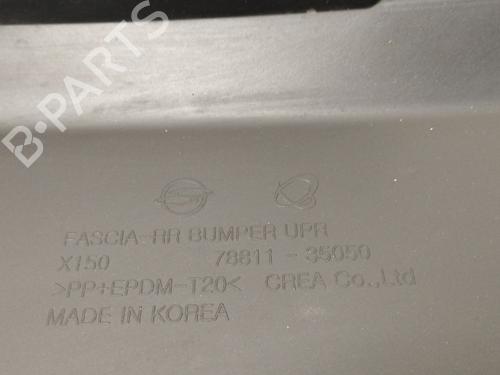 B-PARTS
FASCIA-RR BUMPER UPR
X150 78811-35050
>PP+EPDM-T20< CREA Co.,Ltd
MADE IN KOREA